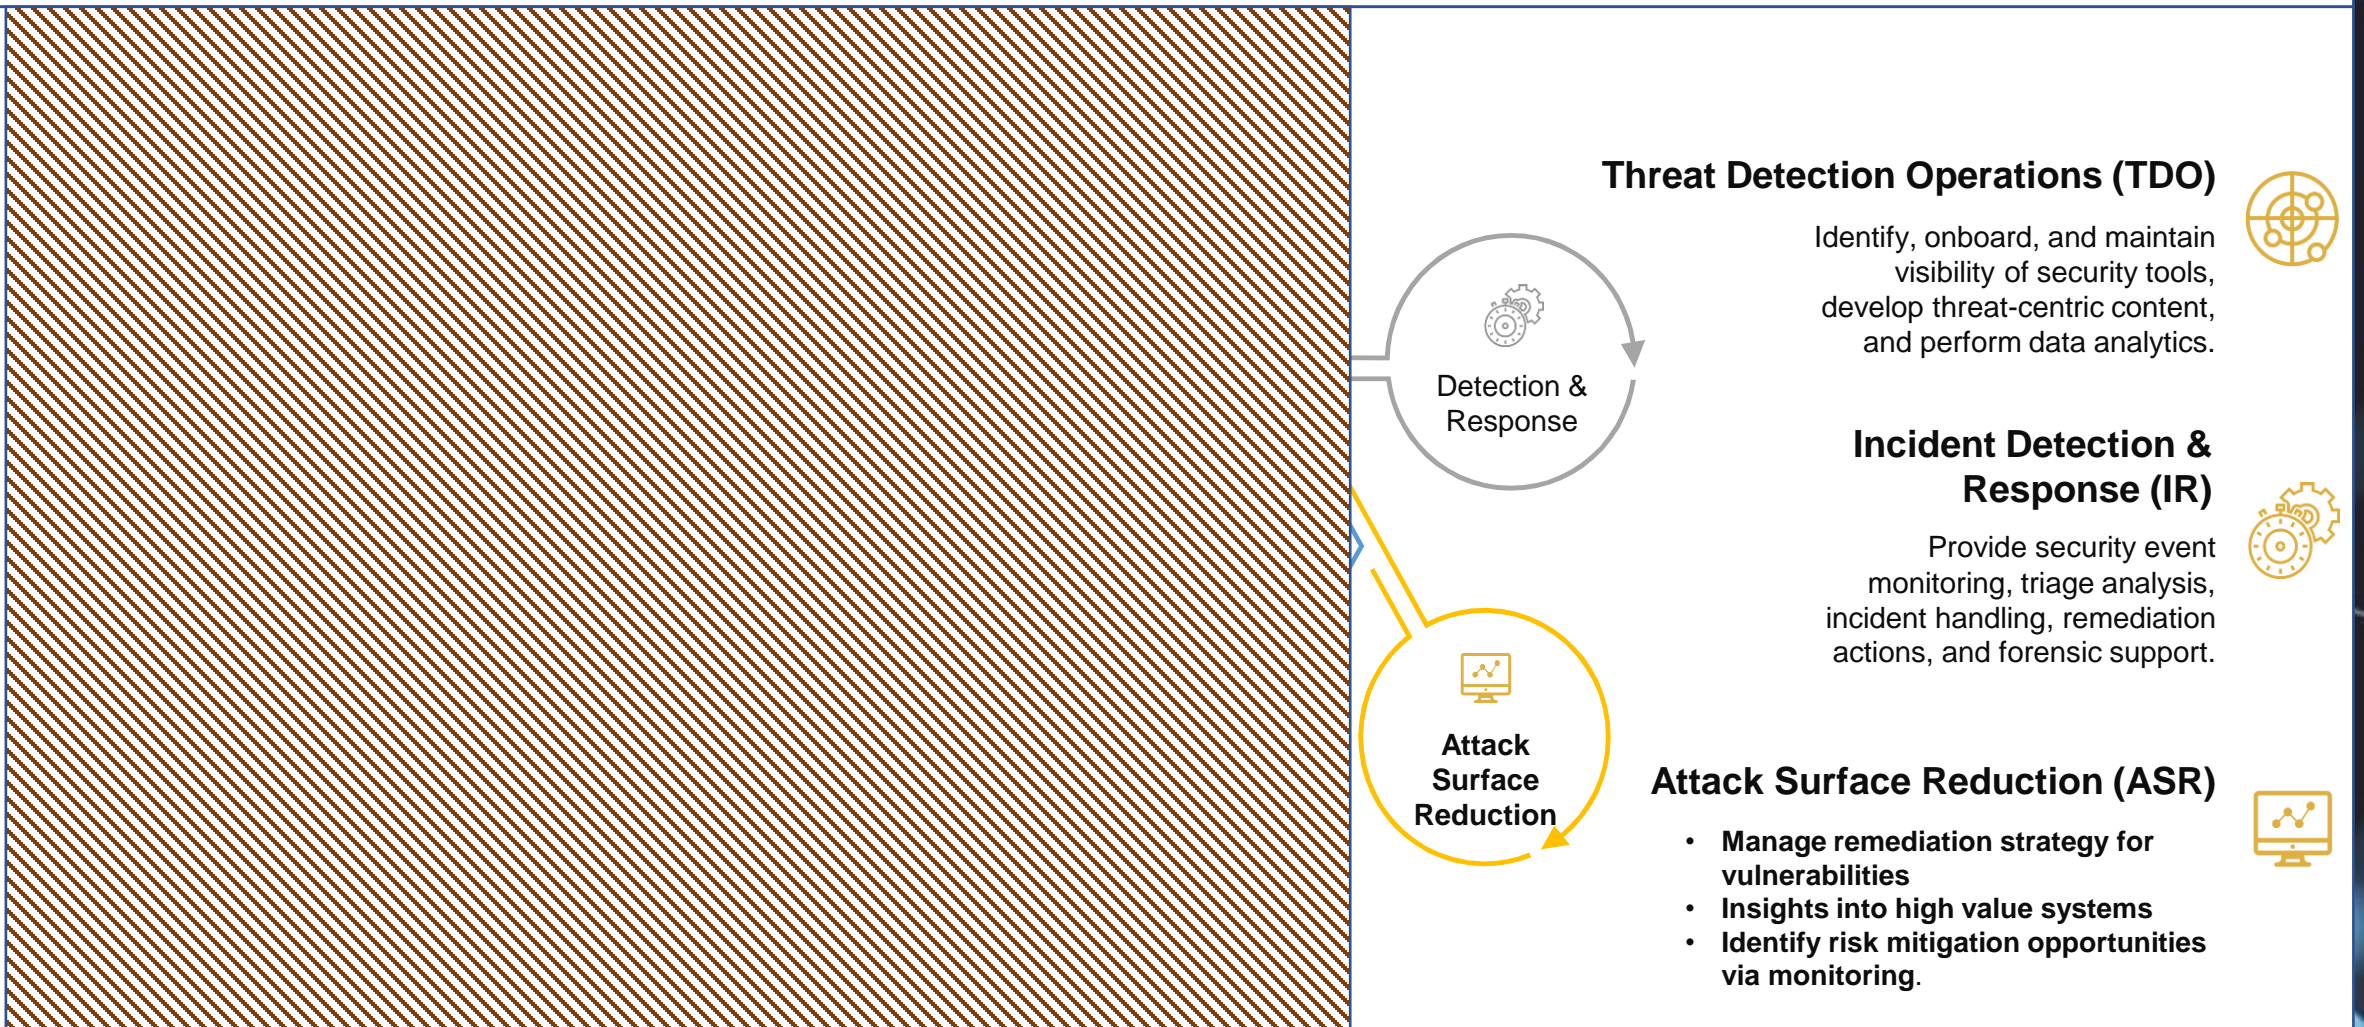 Threat Detection Operations (TDO)
Identify, onboard, and maintain
visibility of security tools,
develop threat-centric content,
and perform data analytics.
Detection &
Response
Incident Detection &
Response (IR)
Provide security event
monitoring, triage analysis,
incident handling, remediation
actions, and forensic support.
Attack
Surface
Reduction
Attack Surface Reduction (ASR)
• Manage remediation strategy for
vulnerabilities
• Insights into high value systems
• Identify risk mitigation opportunities
via monitoring.